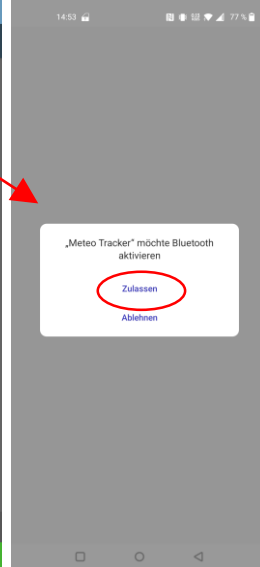 14:53
77 %
„Meteo Tracker" möchte Bluetooth
aktivieren
Zulassen
Ablehnen